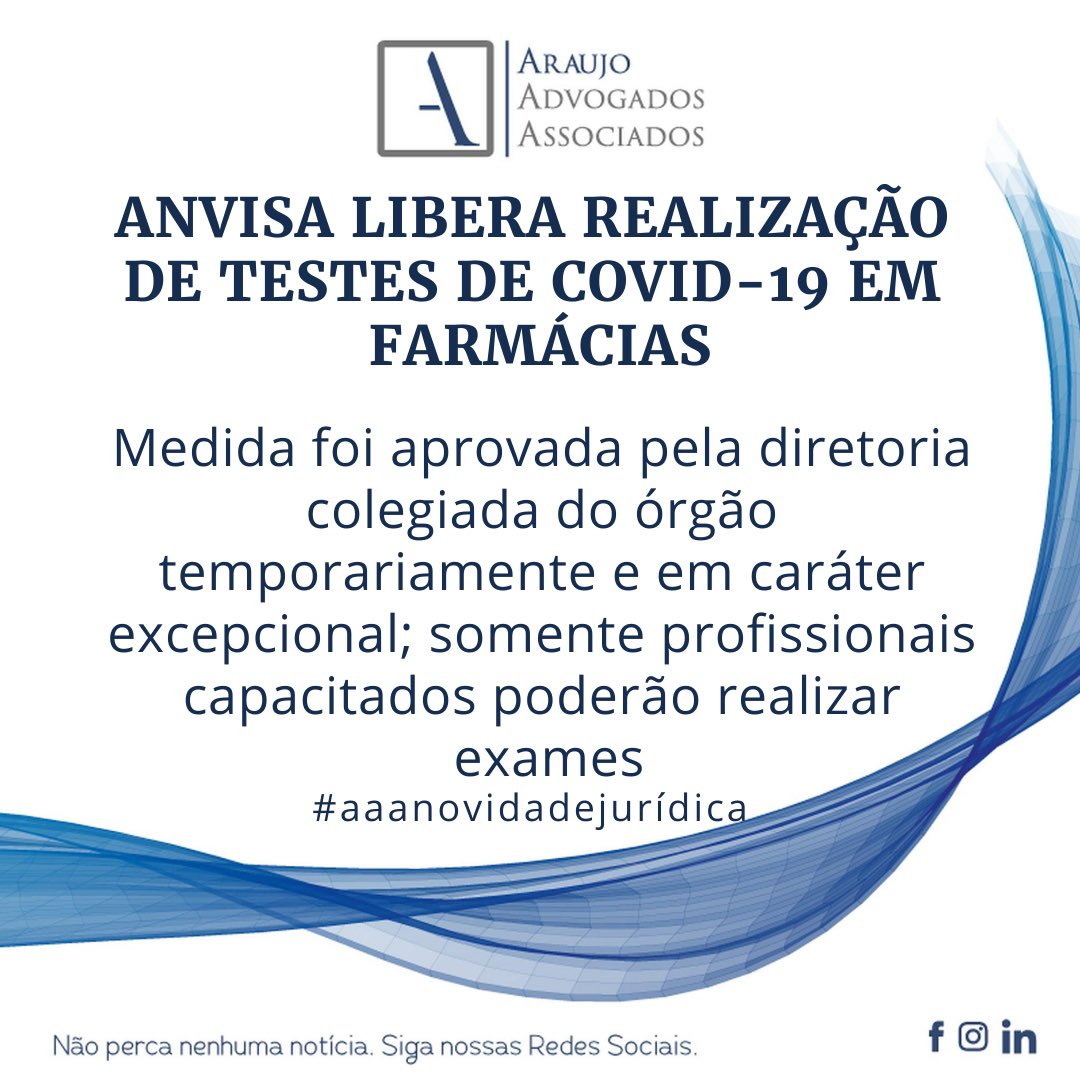 A
ARAUJO
ADVOGADOS
ASSOCIADOS
ANVISA LIBERA REALIZAÇÃO
DE TESTES DE COVID-19 EM
FARMÁCIAS
Medida foi aprovada pela diretoria
colegiada do órgão
temporariamente e em caráter
excepcional; somente profissionais
capacitados poderão realizar
exames
#aaanovidadejurídica
Não perca nenhuma notícia. Siga nossas Redes Sociais.